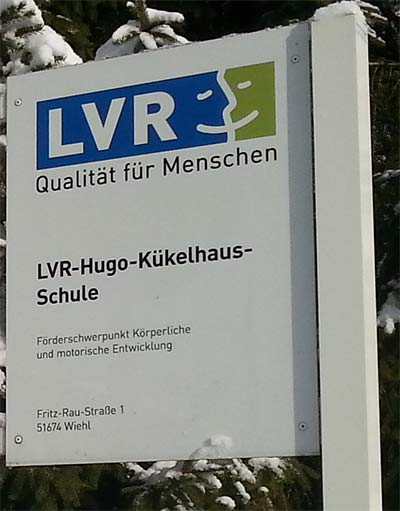 LVR
Qualität für Menschen
LVR-Hugo-Kükelhaus-
Schule
Förderschwerpunkt Körperliche
und motorische Entwicklung
Fritz-Rau-Straße 1
51674 Wiehl